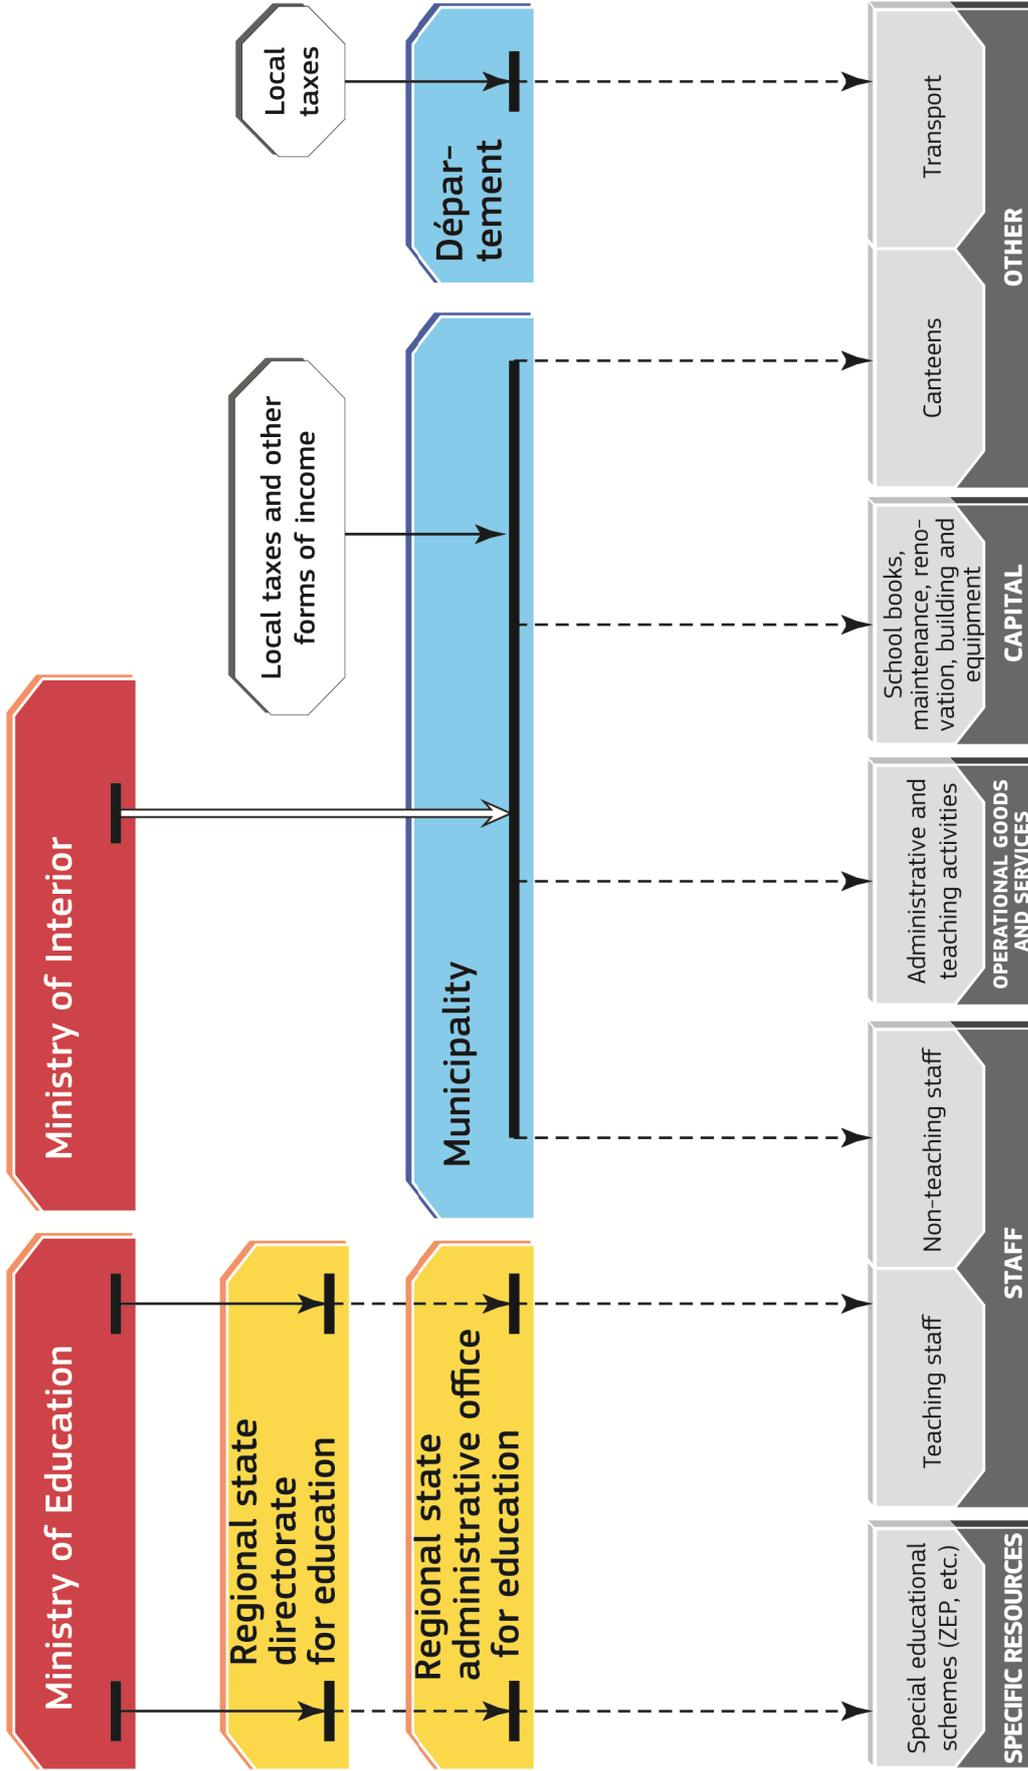 Ministry of Education
Ministry of Interior
Regional state
directorate
for education
Local taxes and other
forms of income
Local
taxes
Regional state
administrative office
for education
Municipality
Dépar-
tement
Special educational
schemes (ZEP, etc.)
Teaching staff
Non-teaching staff
Administrative and
teaching activities
School books,
maintenance, reno-
vation, building and
equipment
Canteens
Transport
SPECIFIC RESOURCES
STAFF
OPERATIONAL GOODS
AND SERVICES
CAPITAL
OTHER